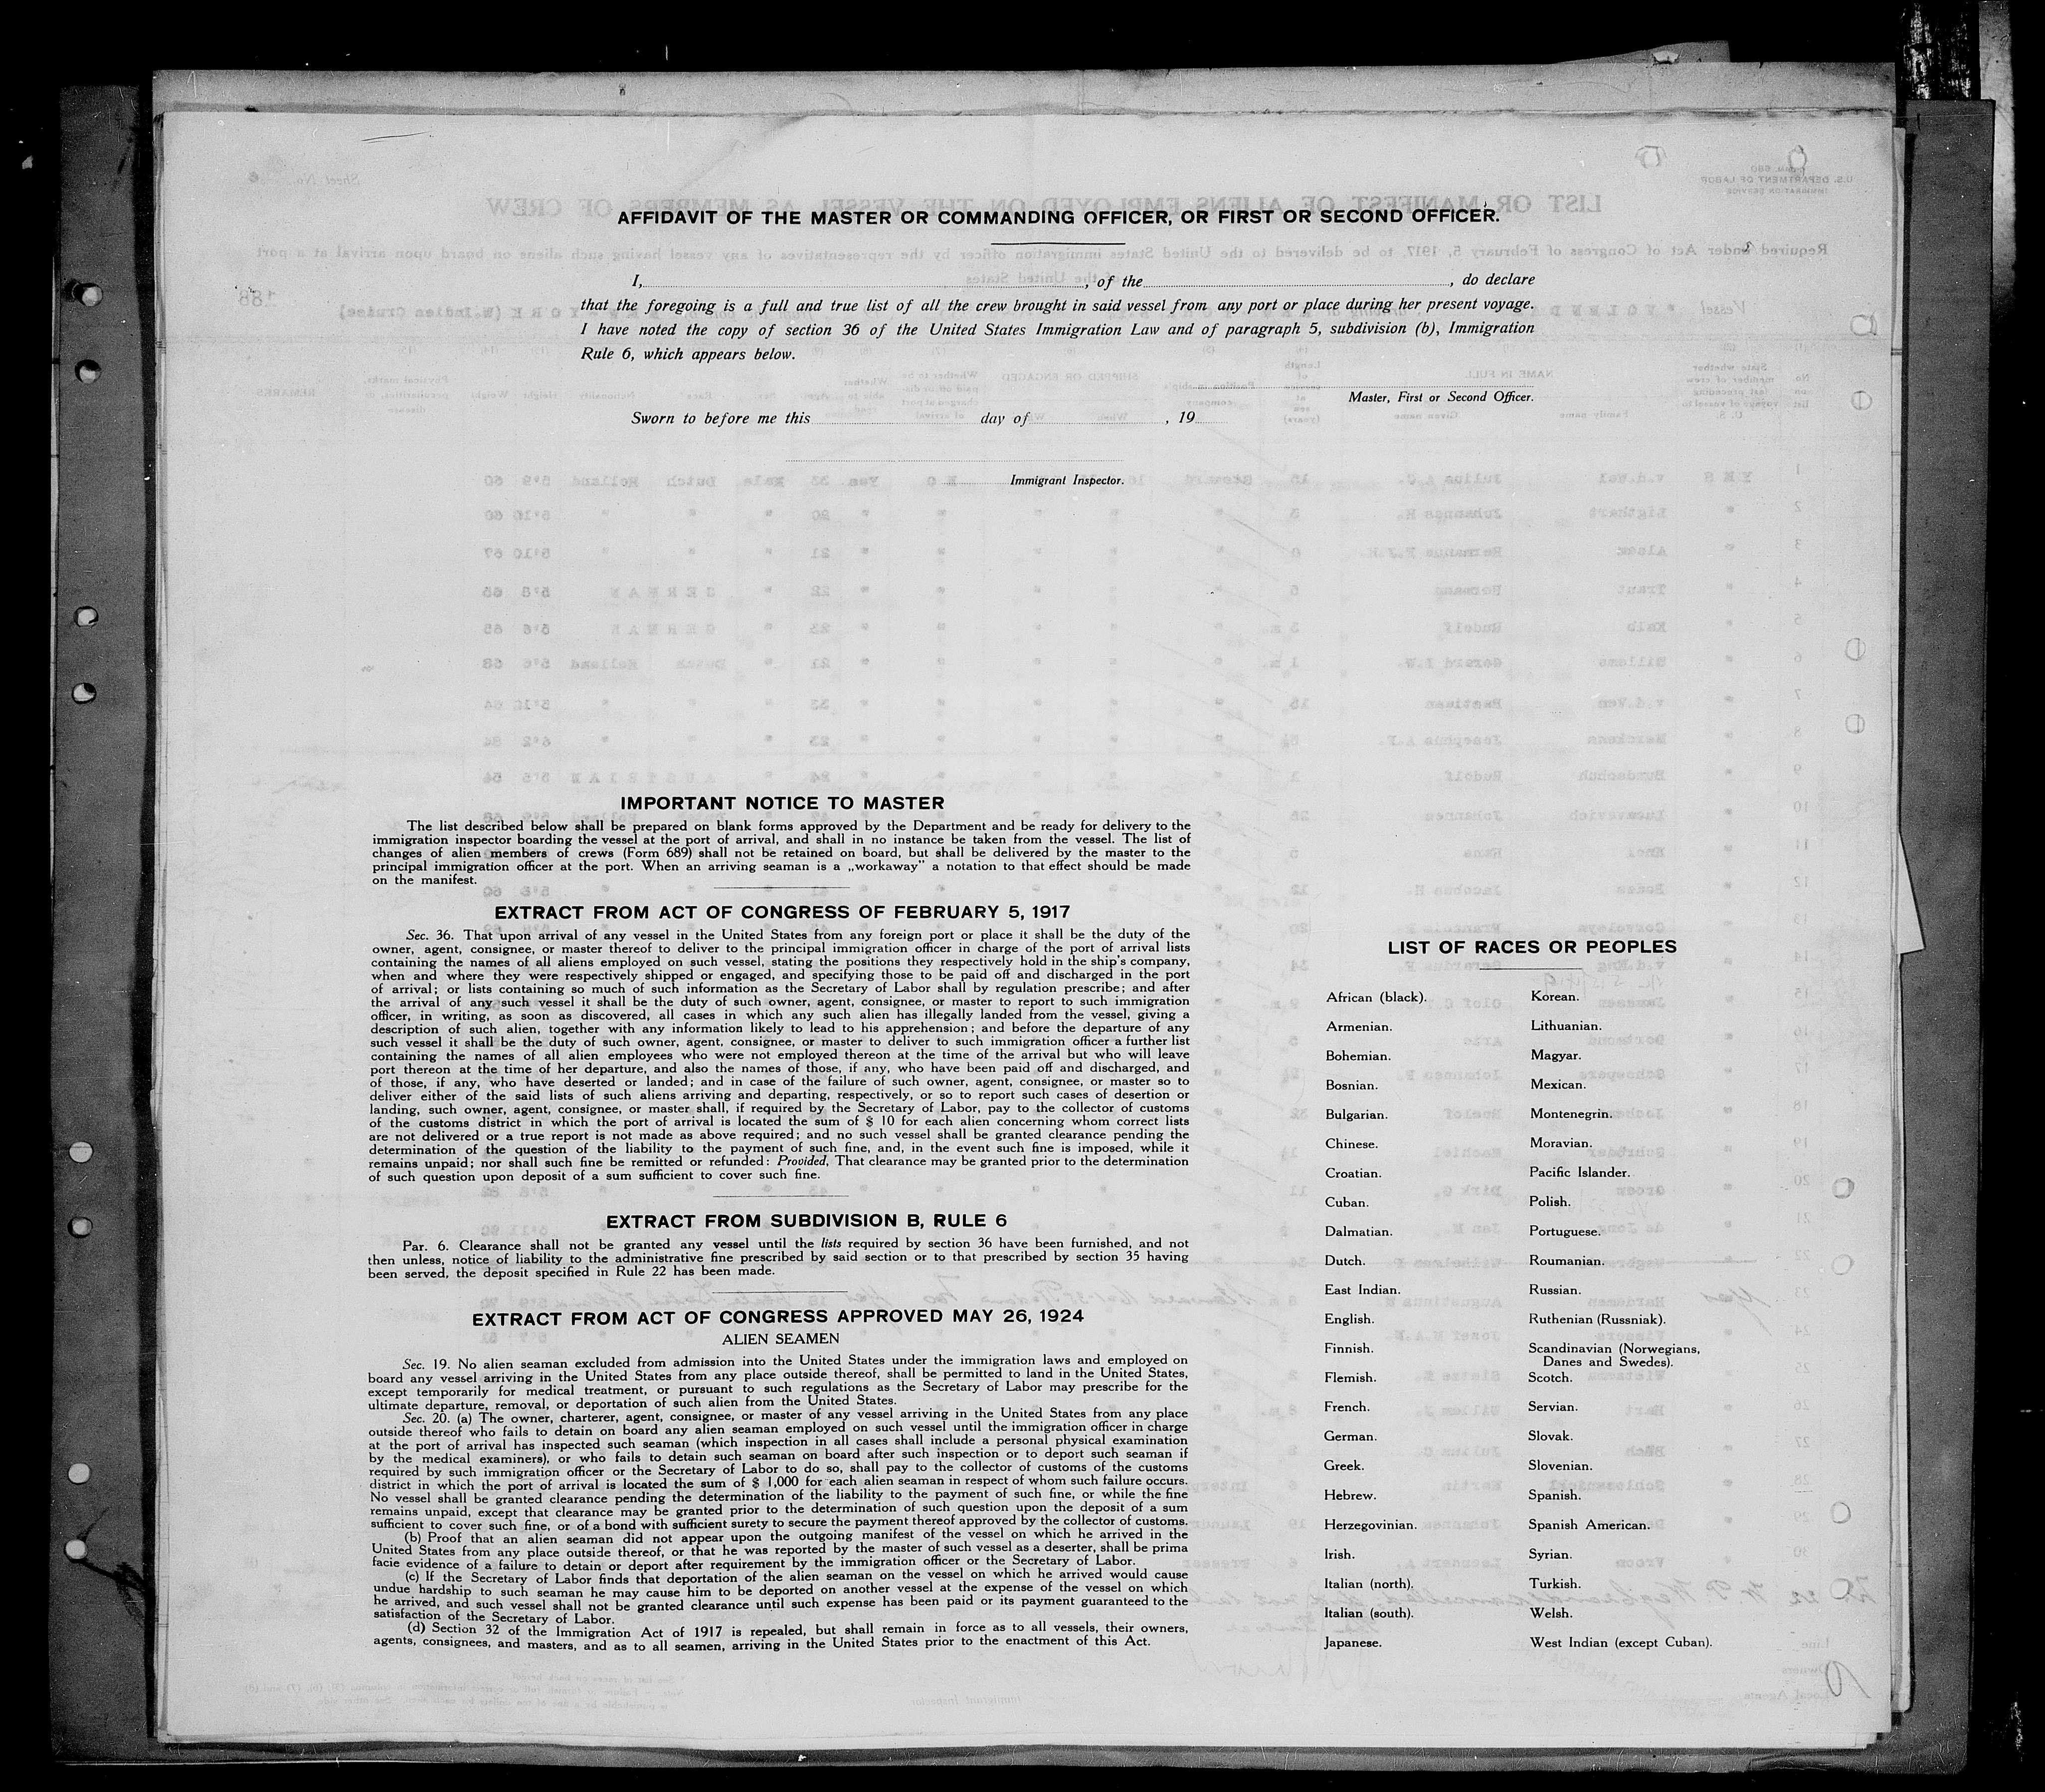 AFFIDAVIT OF THE MASTER OR COMMANDING OFFICER, OR FIRST OR SECOND OFFICER.
I, , of the , do declare
that the foregoing is a full and true list of all the crew brought in said vessel from any port or place during her present voyage.
I have noted the copy of section 36 of the United States Immigration Law and of paragraph 5, subdivision (b), Immigration
Rule 6, which appears below.
Master, First or Second Officer.
Sworn to before me this day of , 19
Immigrant Inspector.
IMPORTANT NOTICE TO MASTER
The list described below shall be prepared on blank forms approved by the Department and be ready for delivery to the
immigration inspector boarding the vessel at the port of arrival, and shall in no instance be taken from the vessel. The list of
changes of alien members of crews (Form 689) shall not be retained on board, but shall be delivered by the master to the
principal immigration officer at the port. When an arriving seaman is a „workaway" a notation to that effect should be made
on the manifest.
EXTRACT FROM ACT OF CONGRESS OF FEBRUARY 5, 1917
Sec. 36. That upon arrival of any vessel in the United States from any foreign port or place it shall be the duty of the
owner, agent, consignee, or master thereof to deliver to the principal immigration officer in charge of the port of arrival lists
containing the names of all aliens employed on such vessel, stating the positions they respectively hold in the ship's company,
when and where they were respectively shipped or engaged, and specifying those to be paid off and discharged in the port
of arrival; or lists containing so much of such information as the Secretary of Labor shall by regulation prescribe; and after
the arrival of any such vessel it shall be the duty of such owner, agent, consignee, or master to report to such immigration
officer, in writing, as soon as discovered, all cases in which any such alien has illegally landed from the vessel, giving a
description of such alien, together with any information likely to lead to his apprehension; and before the departure of any
such vessel it shall be the duty of such owner, agent, consignee, or master to deliver to such immigration officer a further list
containing the names of all alien employees who were not employed thereon at the time of the arrival but who will leave
port thereon at the time of her departure, and also the names of those, if any, who have been paid off and discharged, and
of those, if any, who have deserted or landed; and in case of the failure of such owner, agent, consignee, or master so to
deliver either of the said lists of such aliens arriving and departing, respectively, or so to report such cases of desertion or
landing, such owner, agent, consignee, or master shall, if required by the Secretary of Labor, pay to the collector of customs
of the customs district in which the port of arrival is located the sum of $ 10 for each alien concerning whom correct lists
are not delivered or a true report is not made as above required; and no such vessel shall be granted clearance pending the
determination of the question of the liability to the payment of such fine, and, in the event such fine is imposed, while it
remains unpaid; nor shall such fine be remitted or refunded: Provided, That clearance may be granted prior to the determination
of such question upon deposit of a sum sufficient to cover such fine.
EXTRACT FROM SUBDIVISION B, RULE 6
Par. 6. Clearance shall not be granted any vessel until the lists required by section 36 have been furnished, and not
then unless, notice of liability to the administrative fine prescribed by said section or to that prescribed by section 35 having
been served, the deposit specified in Rule 22 has been made.
EXTRACT FROM ACT OF CONGRESS APPROVED MAY 26, 1924
ALIEN SEAMEN
Sec. 19. No alien seaman excluded from admission into the United States under the immigration laws and employed on
board any vessel arriving in the United States from any place outside thereof, shall be permitted to land in the United States,
except temporarily for medical treatment, or pursuant to such regulations as the Secretary of Labor may prescribe for the
ultimate departure, removal, or deportation of such alien from the United States.
Sec. 20. (a) The owner, charterer, agent, consignee, or master of any vessel arriving in the United States from any place
outside thereof who fails to detain on board any alien seaman employed on such vessel until the immigration officer in charge
at the port of arrival has inspected such seaman (which inspection in all cases shall include a personal physical examination
by the medical examiners), or who fails to detain such seaman on board after such inspection or to deport such seaman if
required by such immigration officer or the Secretary of Labor to do so, shall pay to the collector of customs of the customs
district in which the port of arrival is located the sum of $ 1,000 for each alien seaman in respect of whom such failure occurs.
No vessel shall be granted clearance pending the determination of the liability to the payment of such fine, or while the fine
remains unpaid, except that clearance may be granted prior to the determination of such question upon the deposit of a sum
sufficient to cover such fine, or of a bond with sufficient surety to secure the payment thereof approved by the collector of customs.
(b) Proof that an alien seaman did not appear upon the outgoing manifest of the vessel on which he arrived in the
United States from any place outside thereof, or that he was reported by the master of such vessel as a deserter, shall be prima
facie evidence of a failure to detain or deport after requirement by the immigration officer or the Secretary of Labor.
(c) If the Secretary of Labor finds that deportation of the alien seaman on the vessel on which he arrived would cause
undue hardship to such seaman he may cause him to be deported on another vessel at the expense of the vessel on which
he arrived, and such vessel shall not be granted clearance until such expense has been paid or its payment guaranteed to the
satisfaction of the Secretary of Labor.
(d) Section 32 of the Immigration Act of 1917 is repealed, but shall remain in force as to all vessels, their owners,
agents, consignees, and masters, and as to all seamen, arriving in the United States prior to the enactment of this Act.
LIST OF RACES OR PEOPLES
African (black).
Armenian.
Bohemian.
Bosnian.
Bulgarian.
Chinese.
Croatian.
Cuban.
Dalmatian.
Dutch.
East Indian.
English.
Finnish.
Flemish.
French.
German.
Greek.
Hebrew.
Herzegovinian.
Irish.
Italian (north).
Italian (south).
Japanese.
Korean.
Lithuanian.
Magyar.
Mexican.
Montenegrin.
Moravian.
Pacific Islander.
Polish.
Portuguese.
Roumanian.
Russian.
Ruthenian (Russniak).
Scandinavian (Norwegians,
Danes and Swedes).
Scotch.
Servian.
Slovak.
Slovenian.
Spanish.
Spanish American.
Syrian.
Turkish.
Welsh.
West Indian (except Cuban).